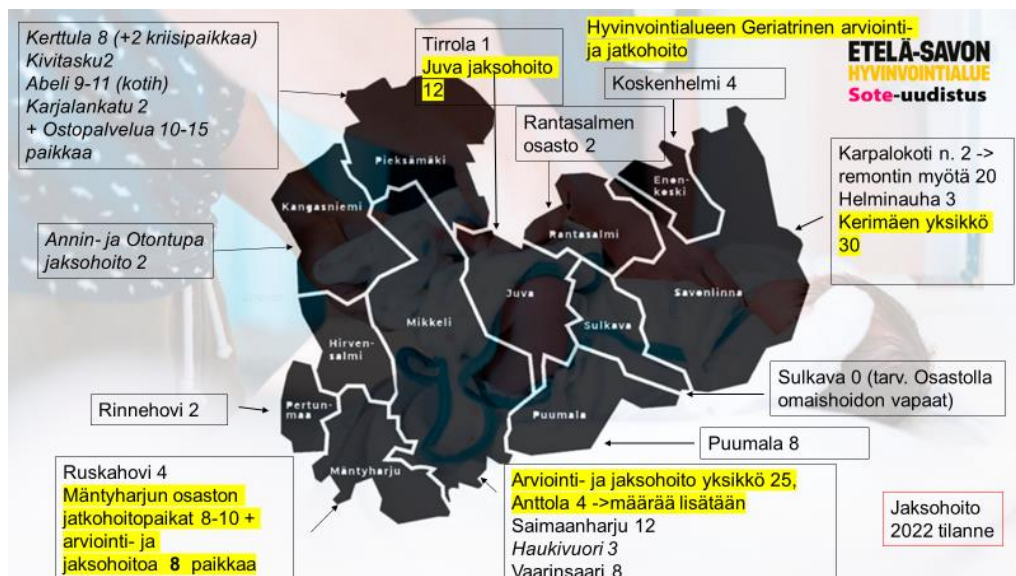 Kerttula 8 (+2 kriisipaikkaa)
Kivitasku2
Abeli 9-11 (kotih)
Karjalankatu 2
+ Ostopalvelua 10-15
paikkaa
Tirrola 1
Juva jaksohoito
12
Hyvinvointialueen Geriatrinen arviointi-
ja jatkohoito
ETELÄ-SAVON
HYVINVOINTIALUE
Sote-uudistus
Koskenhelmi 4
Rantasalmen
osasto 2
Karpalokoti n. 2 ->
remontin myötä 20
Helminauha 3
Kerimäen yksikkö
30
Annin- ja Otontupa
jaksohoito 2
Pieksämäki
Kangasniemi
Enon-
koski
Rantasalmi
Juva
Savonlinna
Mikkeli
Sulkava
Hirven-
salmi
Pertun-
maa
Puumala
Mäntyharju
Rinnehovi 2
Sulkava 0 (tarv. Osastolla
omaishoidon vapaat)
Puumala 8
Ruskahovi 4
Mäntyharjun osaston
jatkohoitopaikat 8-10 +
arviointi- ja
jaksohoitoa 8 paikkaa
Arviointi- ja jaksohoito yksikkö 25,
Anttola 4 ->määrää lisätään
Saimaanharju 12
Haukivuori 3
Vaarinsaari 8
Jaksohoito
2022 tilanne